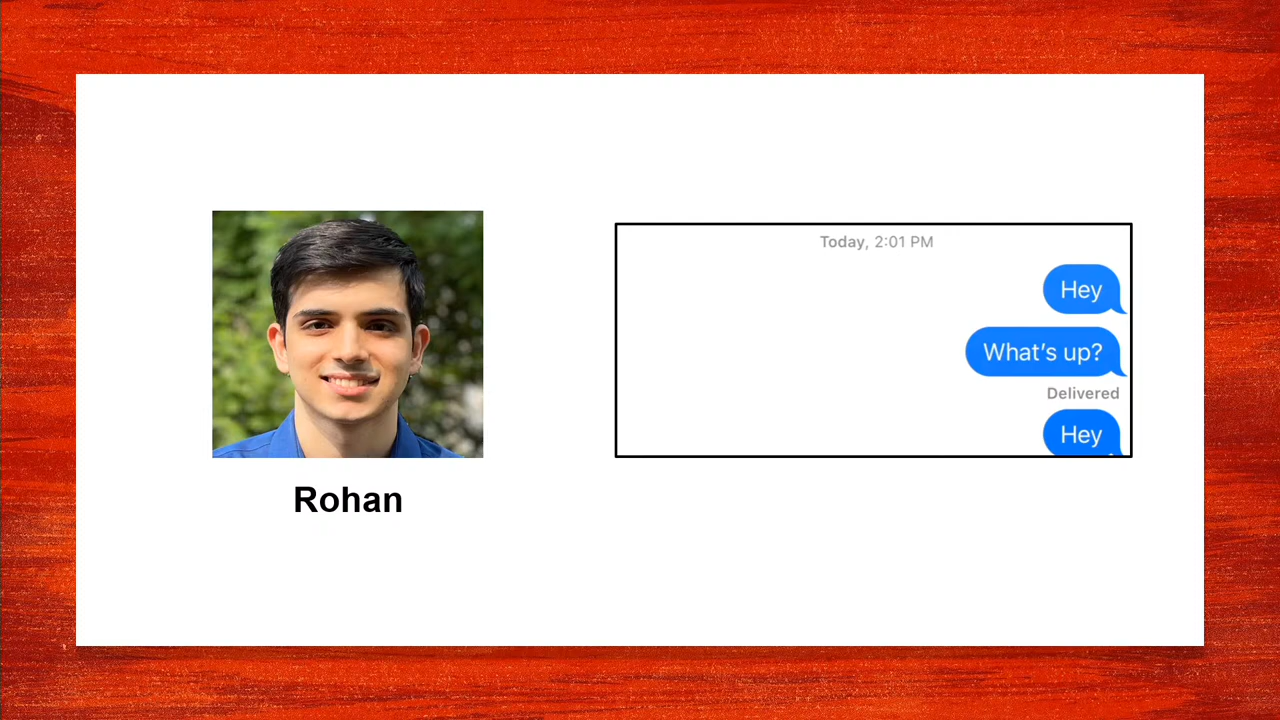 Today, 2:01 PM
Hey
What’s up?
Delivered
Hey
Rohan